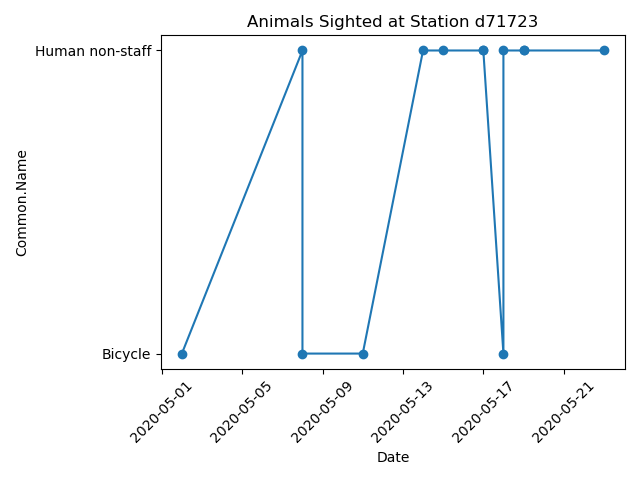 Animals Sighted at Station d71723
Human non-staff
Common.Name
Bicycle
2020-05-01
2020-05-05
2020-05-09
2020-05-13
2020-05-17
2020-05-21
Date